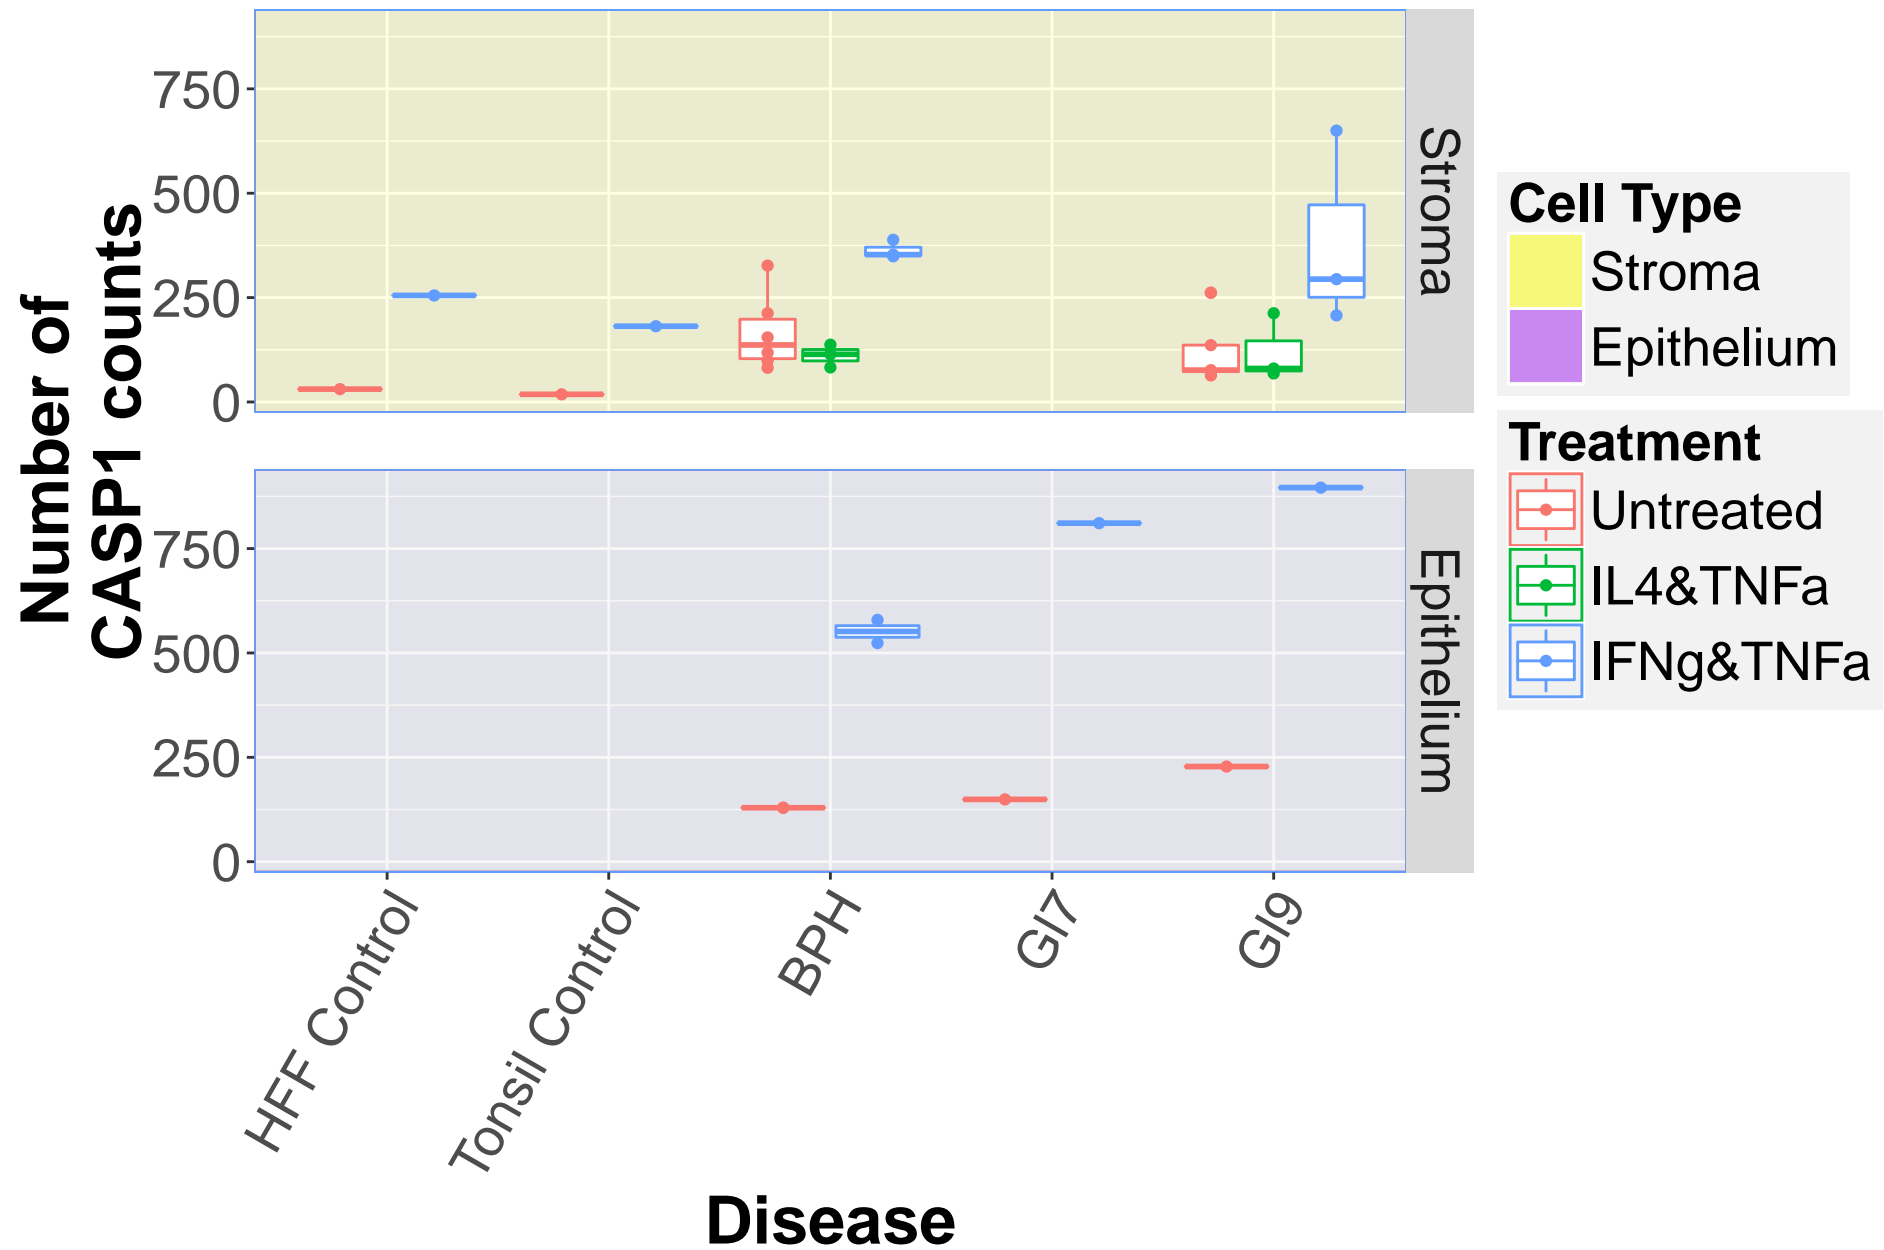 Number of
CASP1 counts
750
500
250
0
Stroma
750
500
250
0
Epithelium
HFF Control
Tonsil Control
BPH
Gl7
Gl9
Disease
Cell Type
Stroma
Epithelium
Treatment
Untreated
IL4&TNFa
IFNg&TNFa